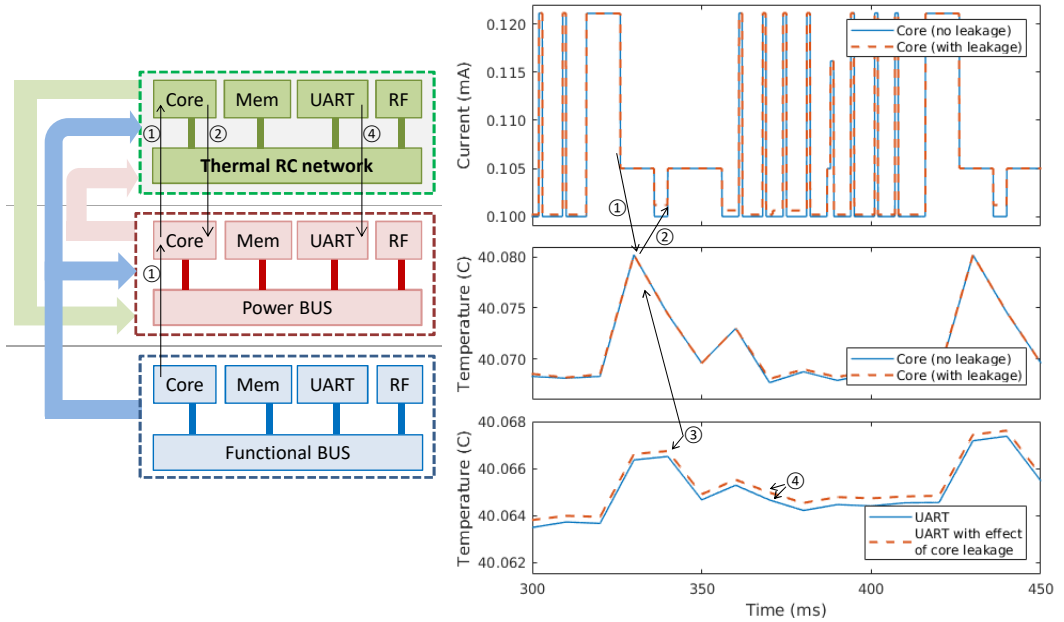 Core Mem UART RF
① ② ④
Thermal RC network
Core Mem UART RF
①
Power BUS
Core Mem UART RF
Functional BUS
0.120
0.115
0.110
0.105
0.100
Current (mA)
Core (no leakage)
Core (with leakage)
①
②
40.080
40.075
40.070
Temperature (C)
Core (no leakage)
Core (with leakage)
40.068
40.066
40.064
40.062
Temperature (C)
③
④
UART
UART with effect
of core leakage
300 350 400 450
Time (ms)